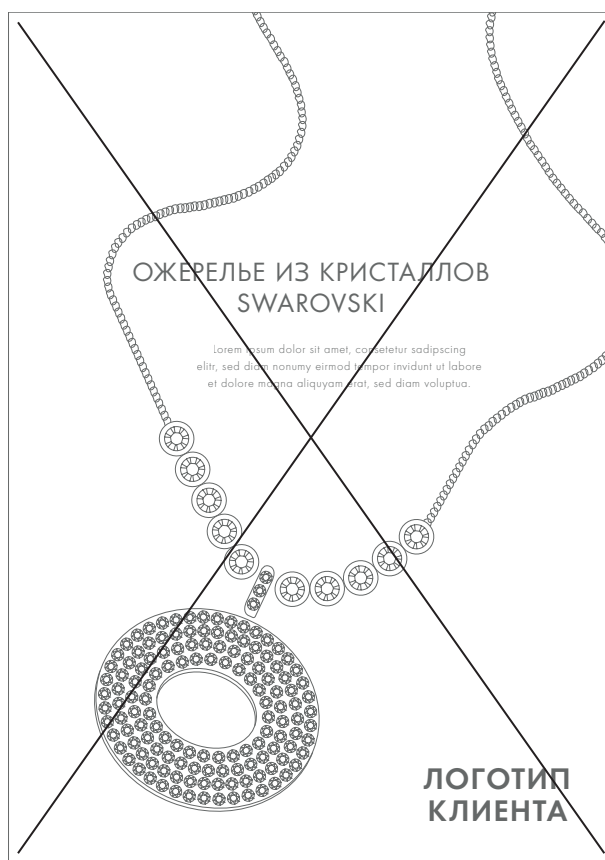 ОЖЕРЕЛЬЕ ИЗ КРИСТАЛЛОВ
SWAROVSKI
Lorem ipsum dolor sit amet, consetetur sadipscing
elitr, sed diam nonumy eirmod tempor invidunt ut labore
et dolore magna aliquyam erat, sed diam voluptua.
ЛОГОТИП
КЛИЕНТА